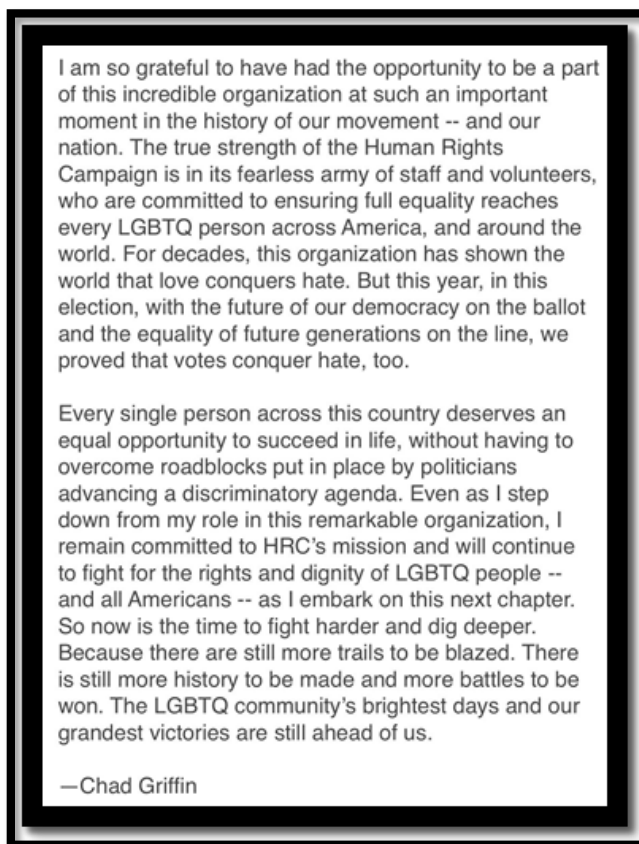 I am so grateful to have had the opportunity to be a part
of this incredible organization at such an important
moment in the history of our movement -- and our
nation. The true strength of the Human Rights
Campaign is in its fearless army of staff and volunteers,
who are committed to ensuring full equality reaches
every LGBTQ person across America, and around the
world. For decades, this organization has shown the
world that love conquers hate. But this year, in this
election, with the future of our democracy on the ballot
and the equality of future generations on the line, we
proved that votes conquer hate, too.

Every single person across this country deserves an
equal opportunity to succeed in life, without having to
overcome roadblocks put in place by politicians
advancing a discriminatory agenda. Even as I step
down from my role in this remarkable organization, I
remain committed to HRC’s mission and will continue
to fight for the rights and dignity of LGBTQ people --
and all Americans -- as I embark on this next chapter.
So now is the time to fight harder and dig deeper.
Because there are still more trails to be blazed. There
is still more history to be made and more battles to be
won. The LGBTQ community’s brightest days and our
grandest victories are still ahead of us.

—Chad Griffin